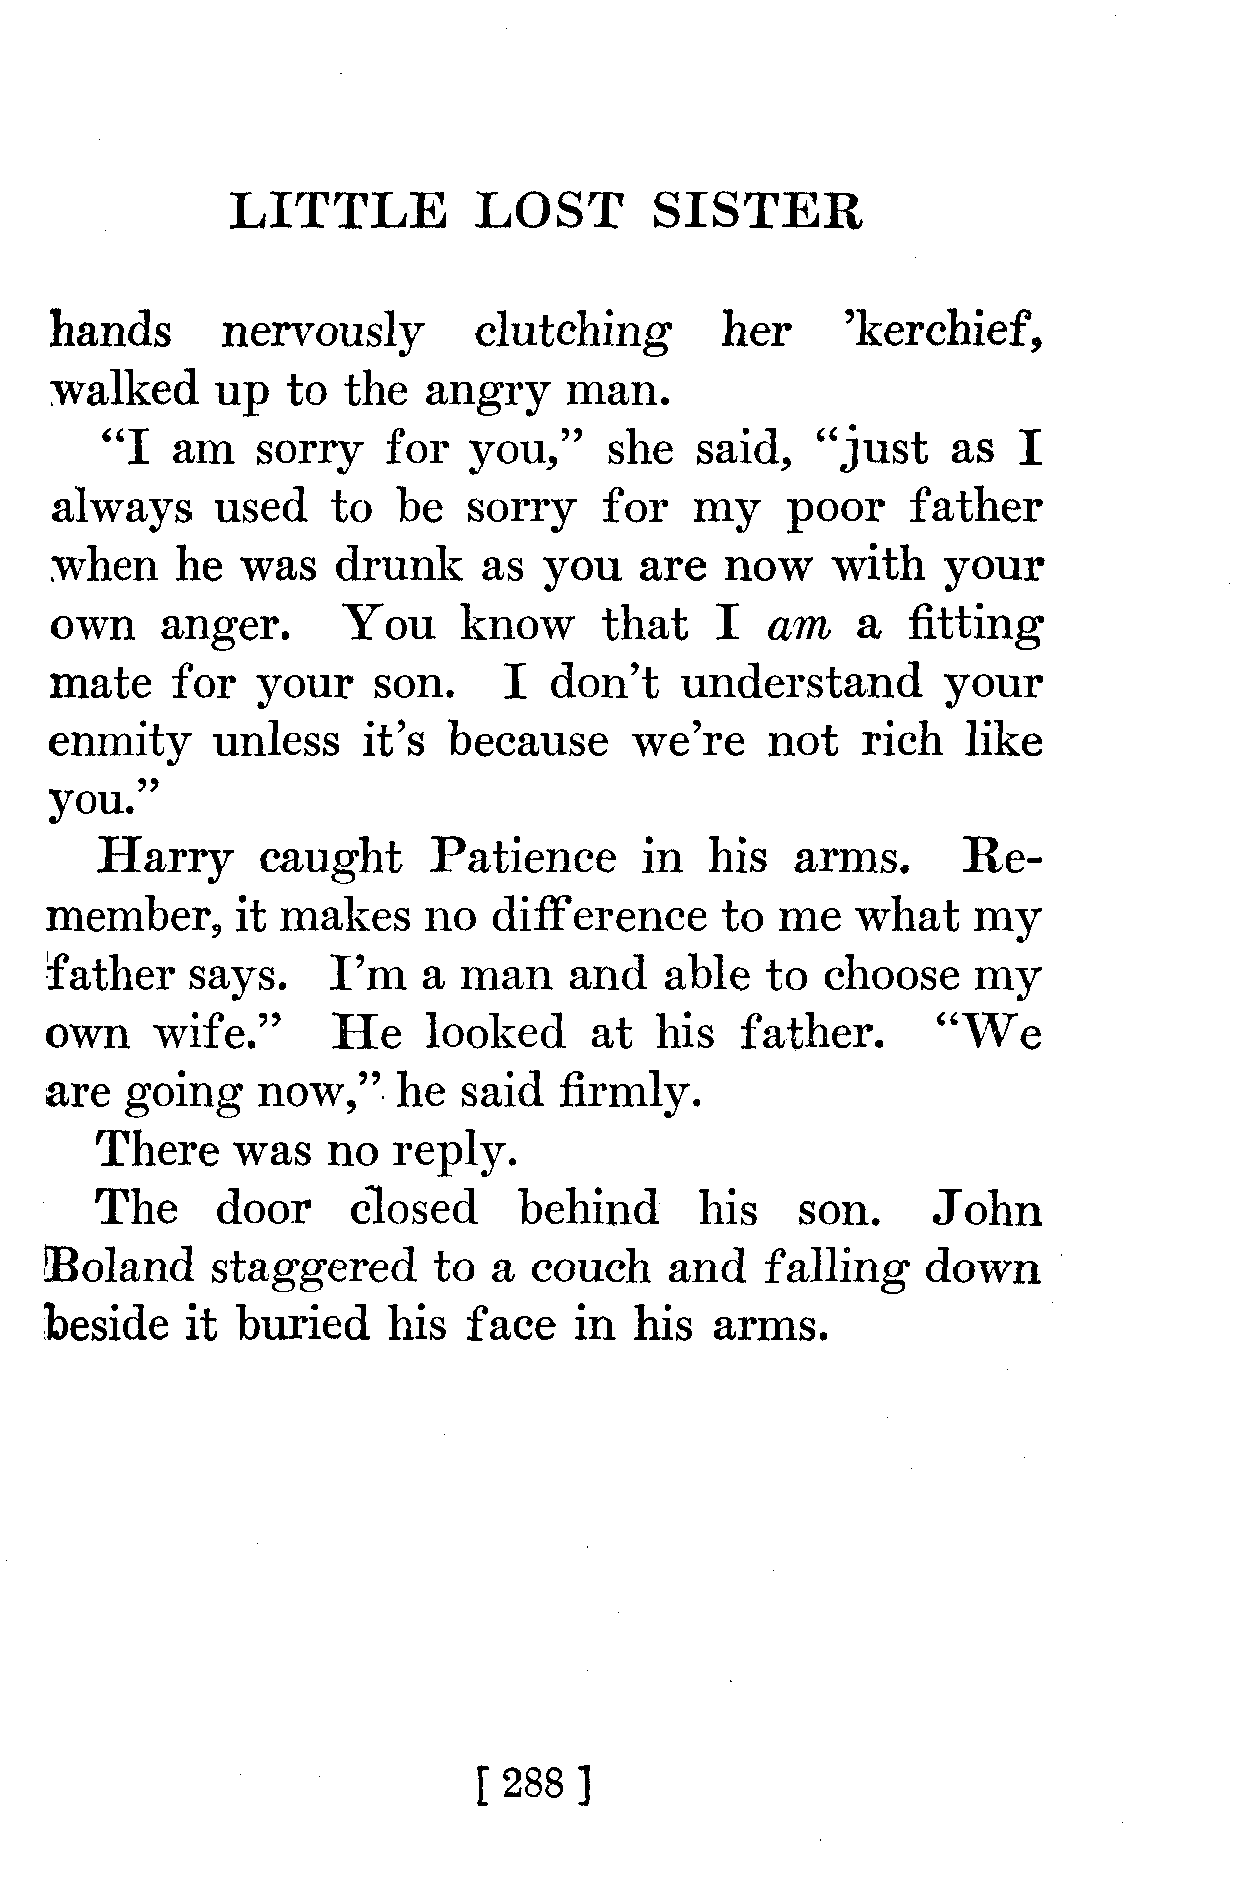 LITTLE LOST SISTER
hands nervously clutching her ’kerchief,
walked up to the angry man.
“I am sorry for you,” she said, “just as I
always used to be sorry for my poor father
when he was drunk as you are now with your
own anger. You know that I am a fitting
mate for your son. I don’t understand your
enmity unless it’s because we’re not rich like
you.”
Harry caught Patience in his arms. Re-
member, it makes no difference to me what my
father says. I’m a man and able to choose my
own wife.” He looked at his father. “We
are going now,” he said firmly.
There was no reply.
The door closed behind his son. John
Boland staggered to a couch and falling down
beside it buried his face in his arms.
[ 288 ]